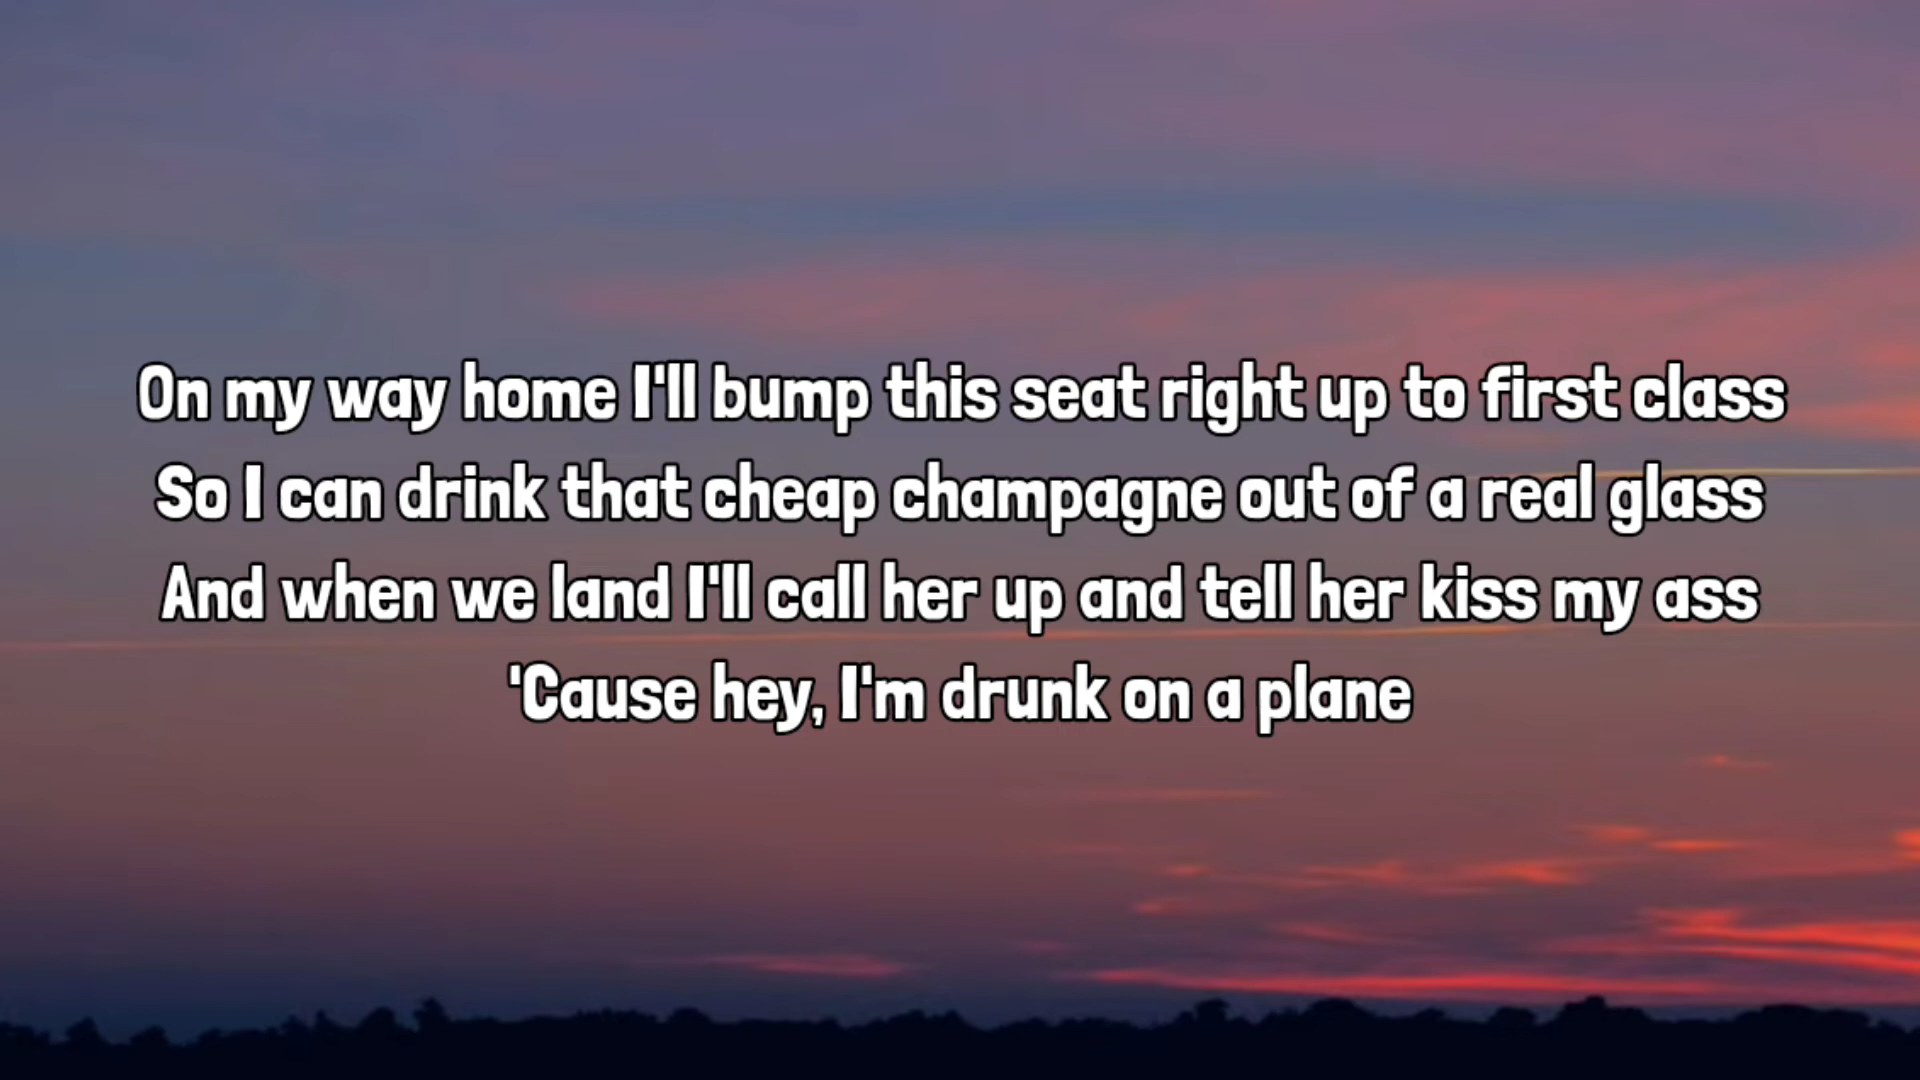 On my way home I'll bump this seat right up to first class
So I can drink that cheap champagne out of a real glass
And when we land I'll call her up and tell her kiss my ass
'Cause hey, I'm drunk on a plane